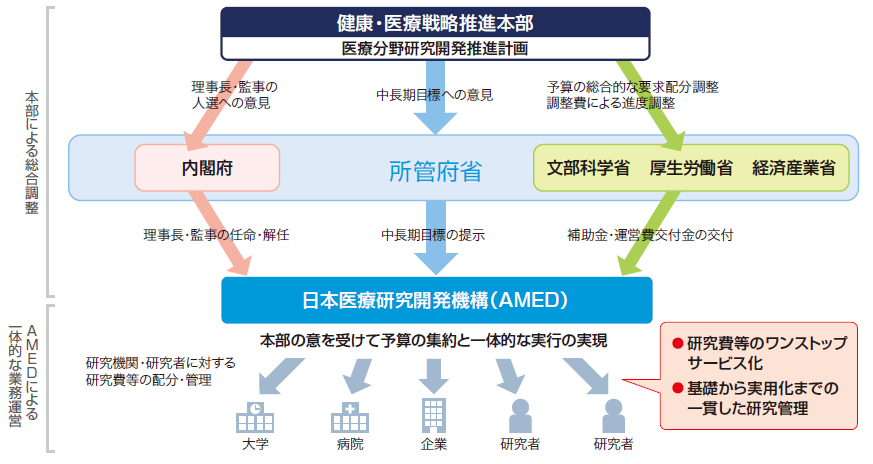 健康・医療戦略推進本部
医療分野研究開発推進計画
理事長・監事の
人選への意見
中長期目標への意見
予算の総合的な要求配分調整
調整費による進度調整
本部による総合調整
内閣府
所管府省
文部科学省 厚生労働省 経済産業省
理事長・監事の任命・解任
中長期目標の提示
補助金・運営費交付金の交付
日本医療研究開発機構(AMED)
本部の意を受けて予算の集約と一体的な実行の実現
AMEDによる
一体的な業務運営
研究機関・研究者に対する
研究費等の配分・管理
● 研究費等のワンストップ
サービス化
● 基礎から実用化までの
一貫した研究管理
大学
病院
企業
研究者
研究者